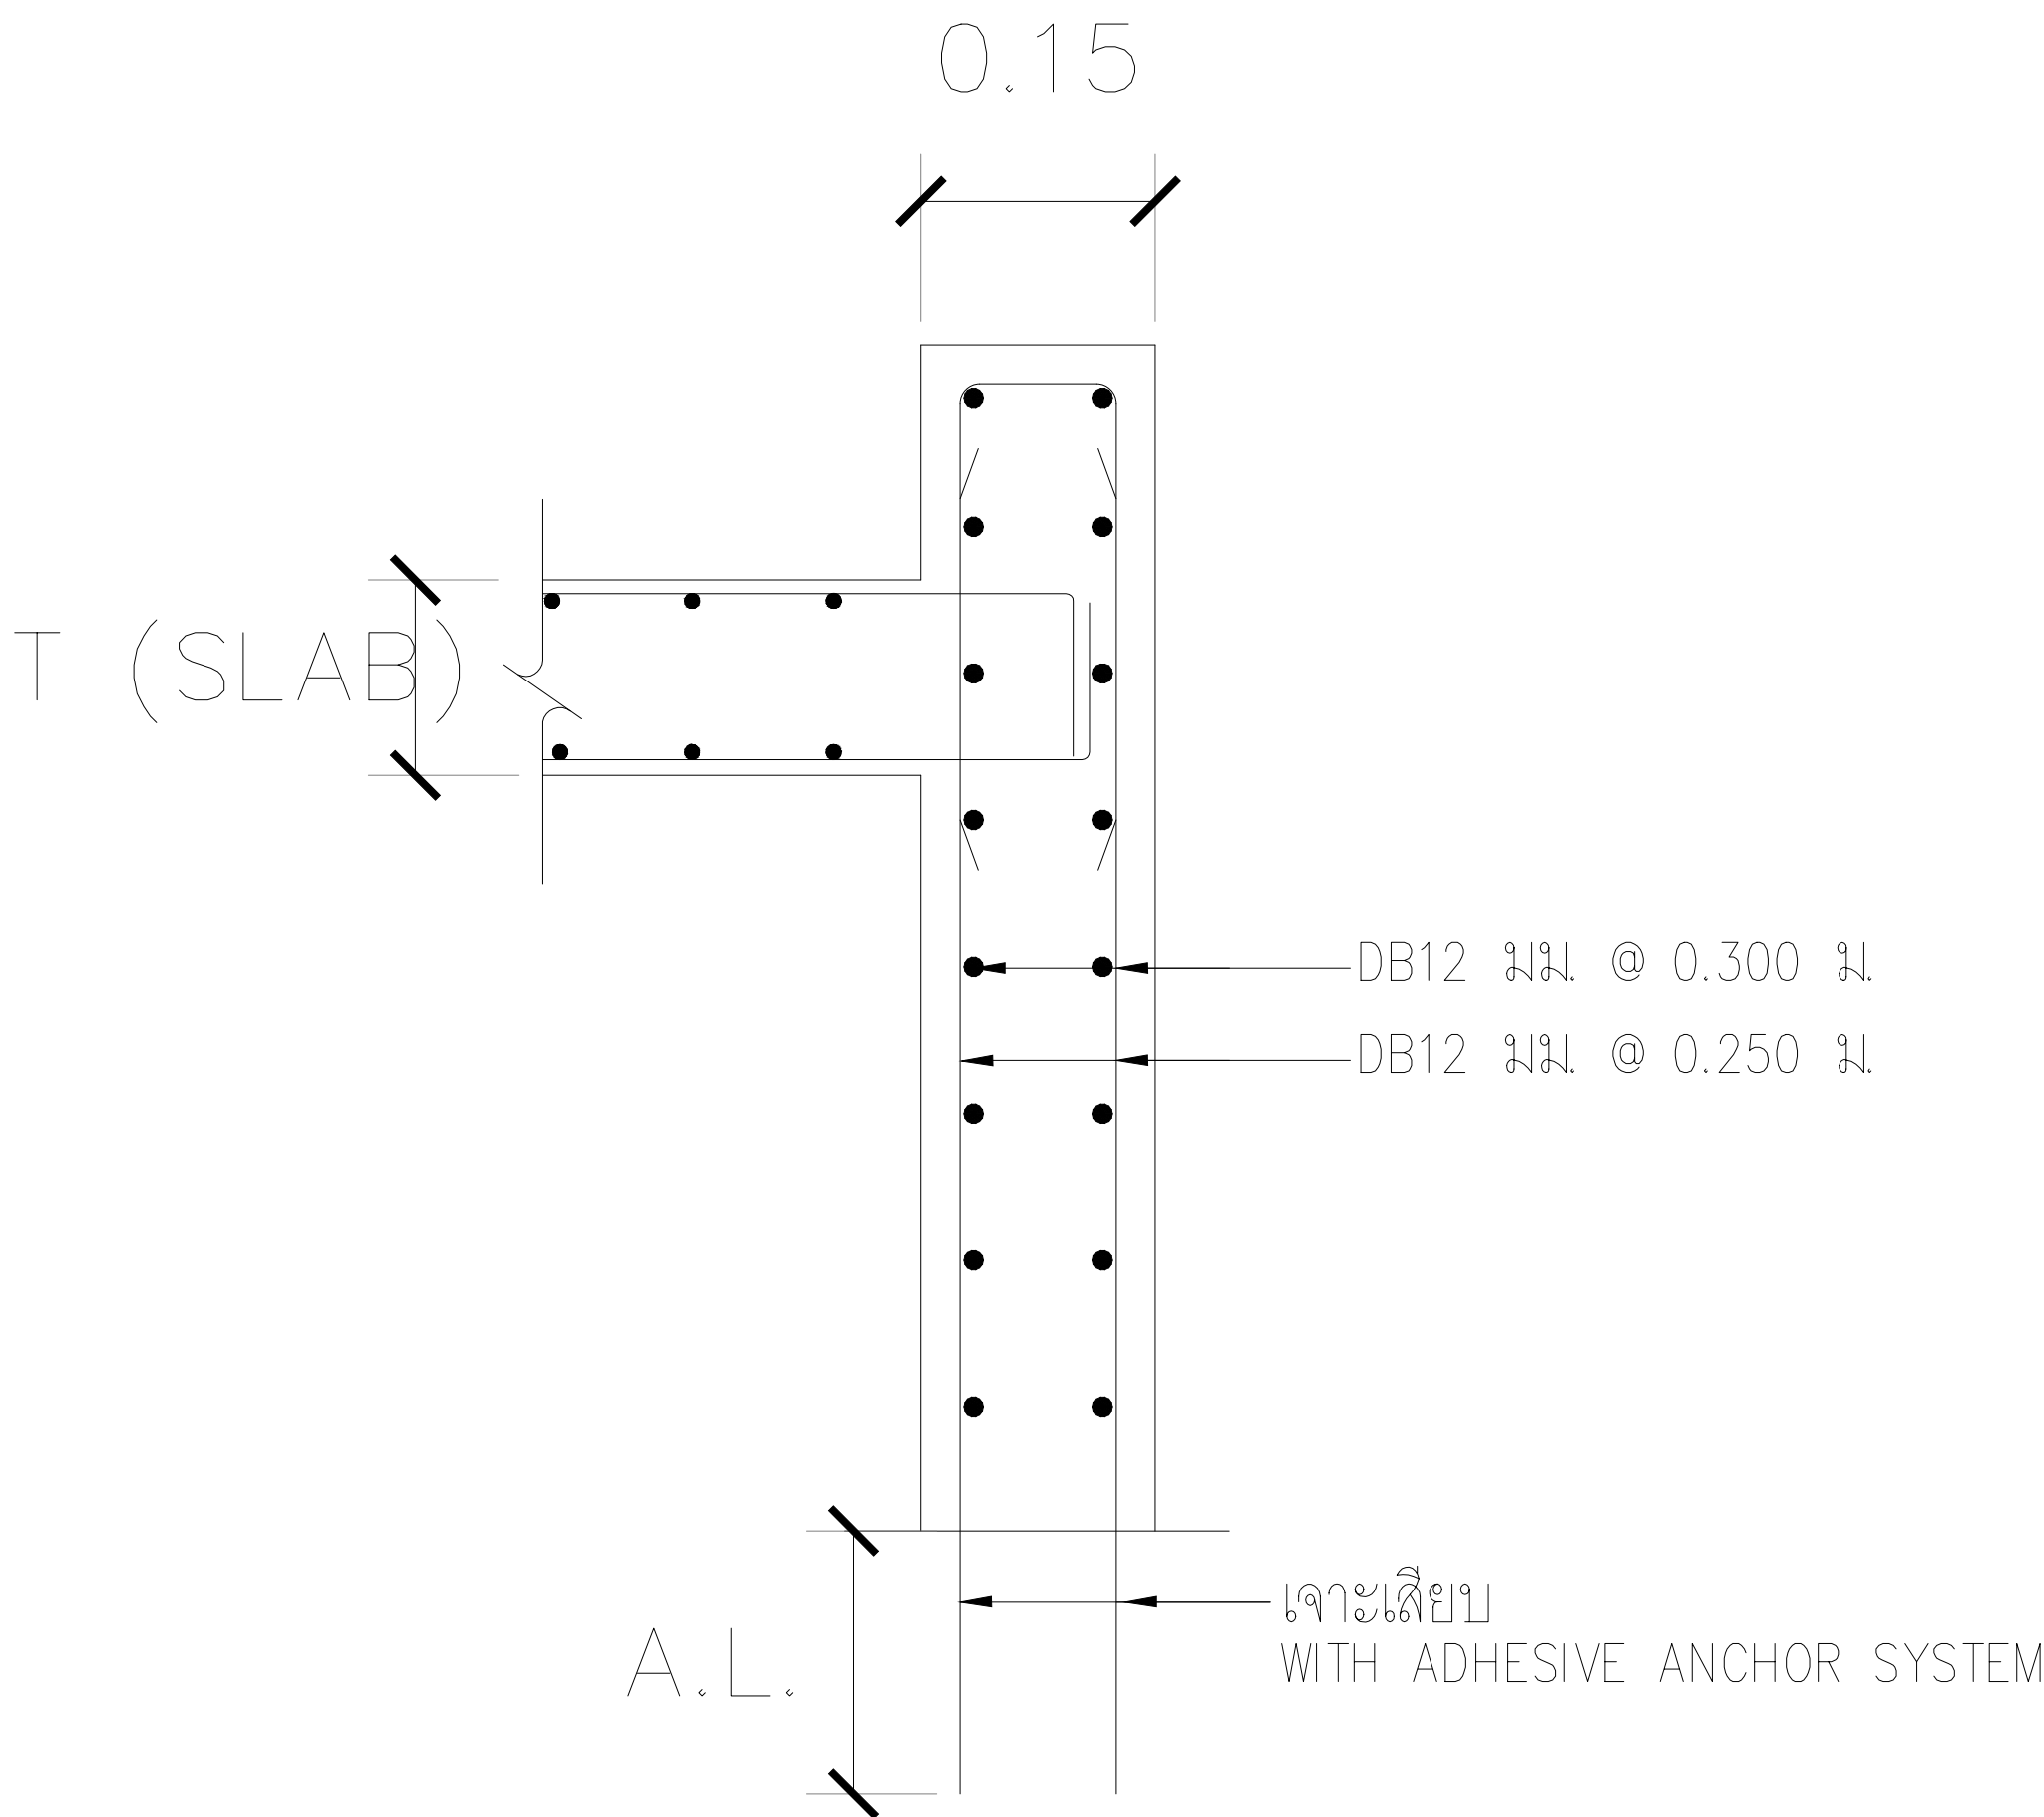 0.15
T (SLAB)
DB12 มม. @ 0.300 ม.
DB12 มม. @ 0.250 ม.
เจาะเสียบ
WITH ADHESIVE ANCHOR SYSTEM
A.L.